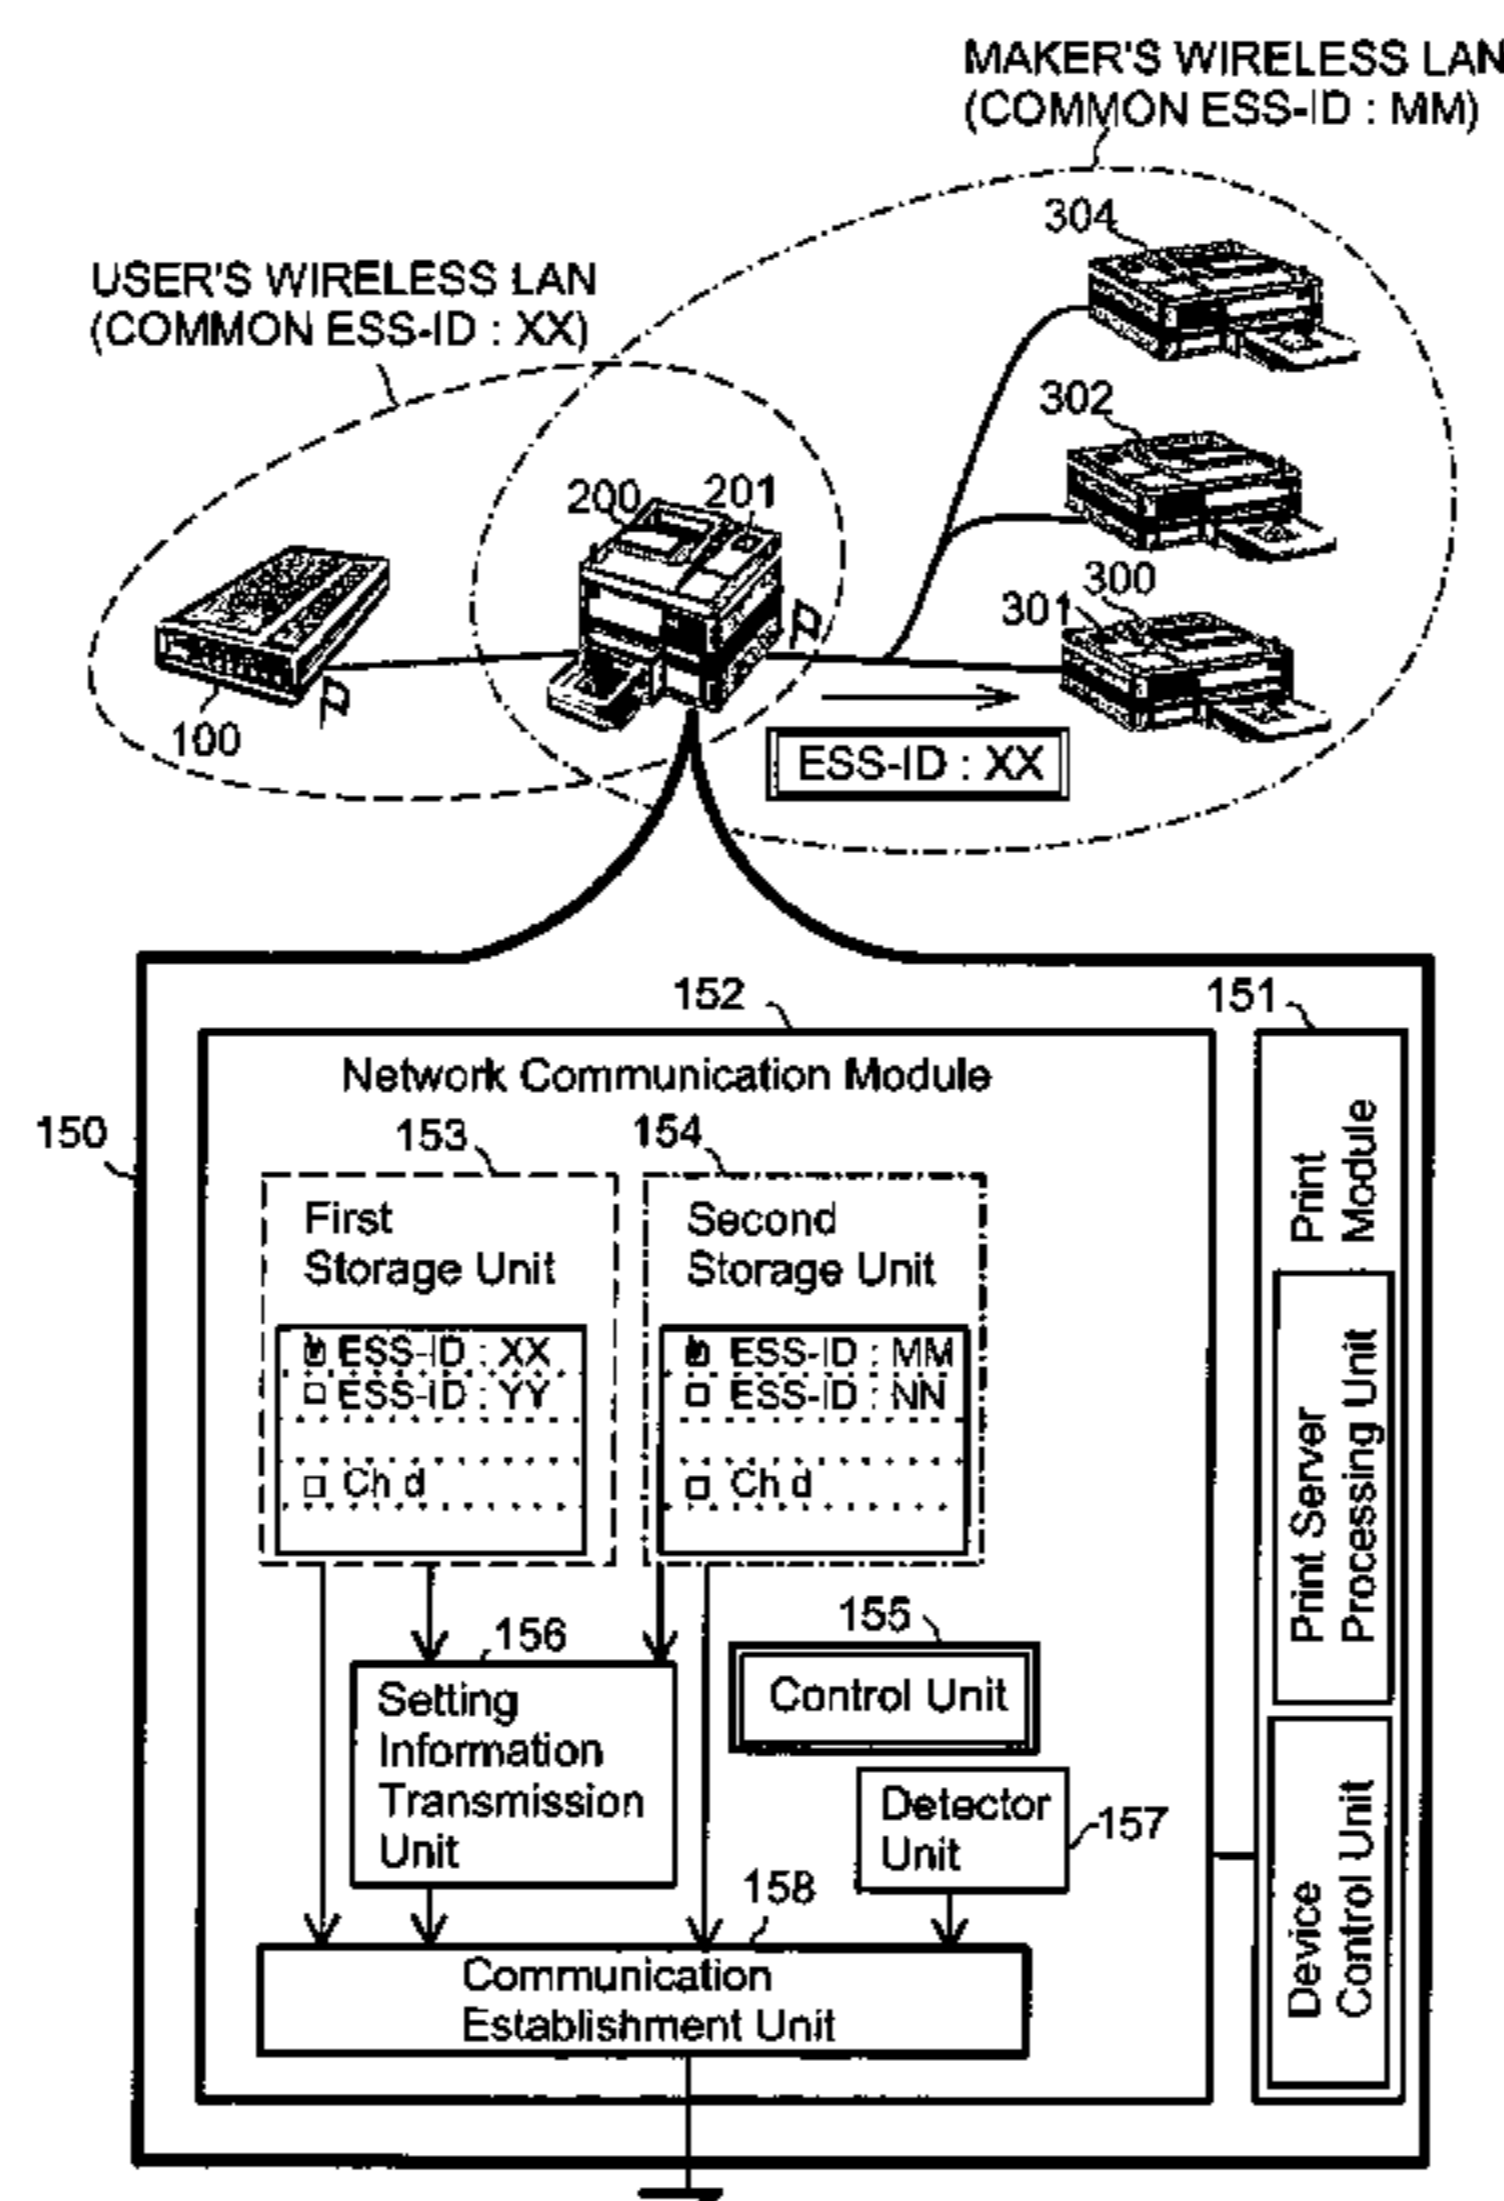 MAKER'S WIRELESS LAN
(COMMON ESS-ID : MM)
304
USER'S WIRELESS LAN
(COMMON ESS-ID : XX)
302
200
201
300
301
100
ESS-ID : XX
152
151
Network Communication Module
150
153
154
Print
Module
First
Storage Unit
Second
Storage Unit
ESS-ID : XX
ESS-ID : YY
Ch d
ESS-ID : MM
ESS-ID : NN
Ch d
Print Server
Processing Unit
155
156
Control Unit
Setting
Information
Transmission
Unit
Detector
Unit
157
Device
Control Unit
158
Communication
Establishment Unit